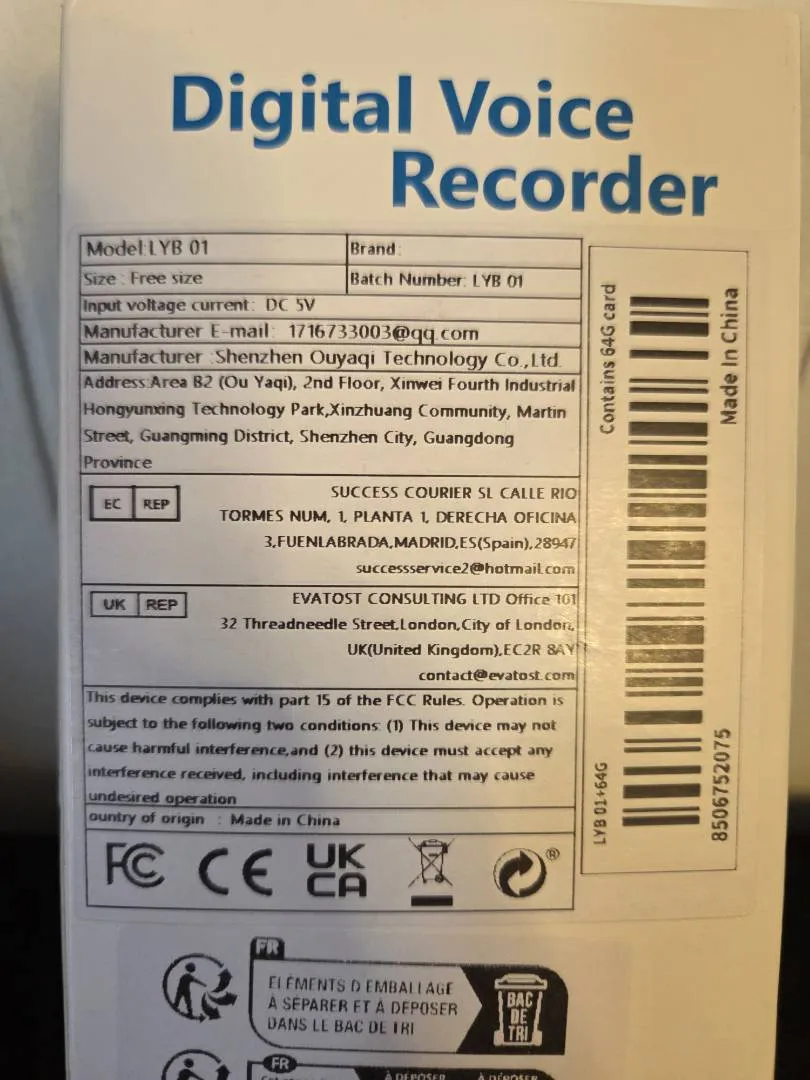 Digital Voice
Recorder
Model:LYB 01
Brand:
Size : Free size
Batch Number: LYB 01
Input voltage current: DC 5V
Manufacturer E-mail: 1716733003@qq.com
Manufacturer :Shenzhen Ouyaqi Technology Co.,Ltd.
Address:Area B2 (Ou Yaqi), 2nd Floor, Xinwei Fourth Industrial
Hongyunxing Technology Park,Xinzhuang Community, Martin
Street, Guangming District, Shenzhen City, Guangdong
Province
EC REP
SUCCESS COURIER SL CALLE RIO
TORMES NUM, 1, PLANTA 1, DERECHA OFICINA
3,FUENLABRADA,MADRID,ES(Spain),28947
successservice2@hotmail.com
UK REP
EVATOST CONSULTING LTD Office 101
32 Threadneedle Street,London,City of London,
UK(United Kingdom),EC2R 8AY
contact@evatost.com
This device complies with part 15 of the FCC Rules. Operation is
subject to the following two conditions: (1) This device may not
cause harmful interference,and (2) this device must accept any
interference received, including interference that may cause
undesired operation
ountry of origin : Made in China
FC CE UK
CA
®
Contains 64G card
Made In China
LYB 01+64G
8506752075
FR
ELÉMENTS D EMBALLAGE
À SÉPARER ET À DÉPOSER
DANS LE BAC DE TRI
BAC
DE
TRI
FR
À DÉPOSER
À DÉPOSER